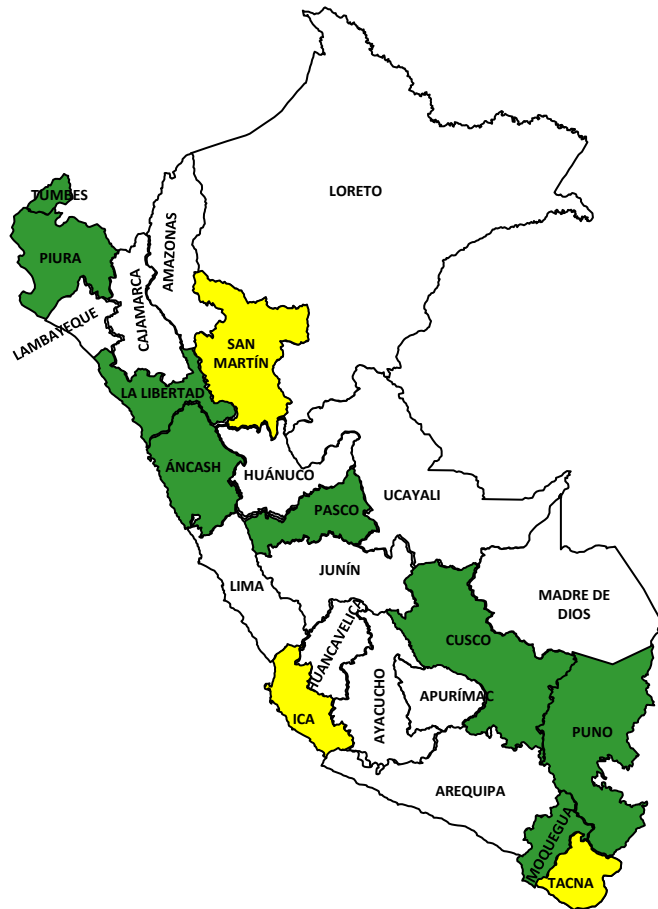 LORETO
TUMBES
AMAZONAS
PIURA
CAJAMARCA
LAMBAYEQUE
SAN
MARTÍN
LA LIBERTAD
ÁNCASH
HUÁNUCO
UCAYALI
PASCO
JUNÍN
LIMA
MADRE DE
DIOS
HUANCAVELICA
CUSCO
APURÍMAC
AYACUCHO
ICA
PUNO
AREQUIPA
MOQUEGUA
TACNA